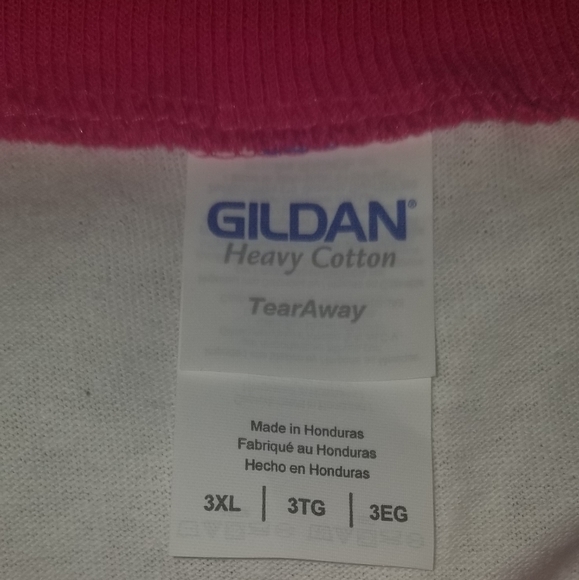 GILDAN®
Heavy Cotton
TearAway
Made in Honduras
Fabriqué au Honduras
Hecho en Honduras
3XL | 3TG | 3EG